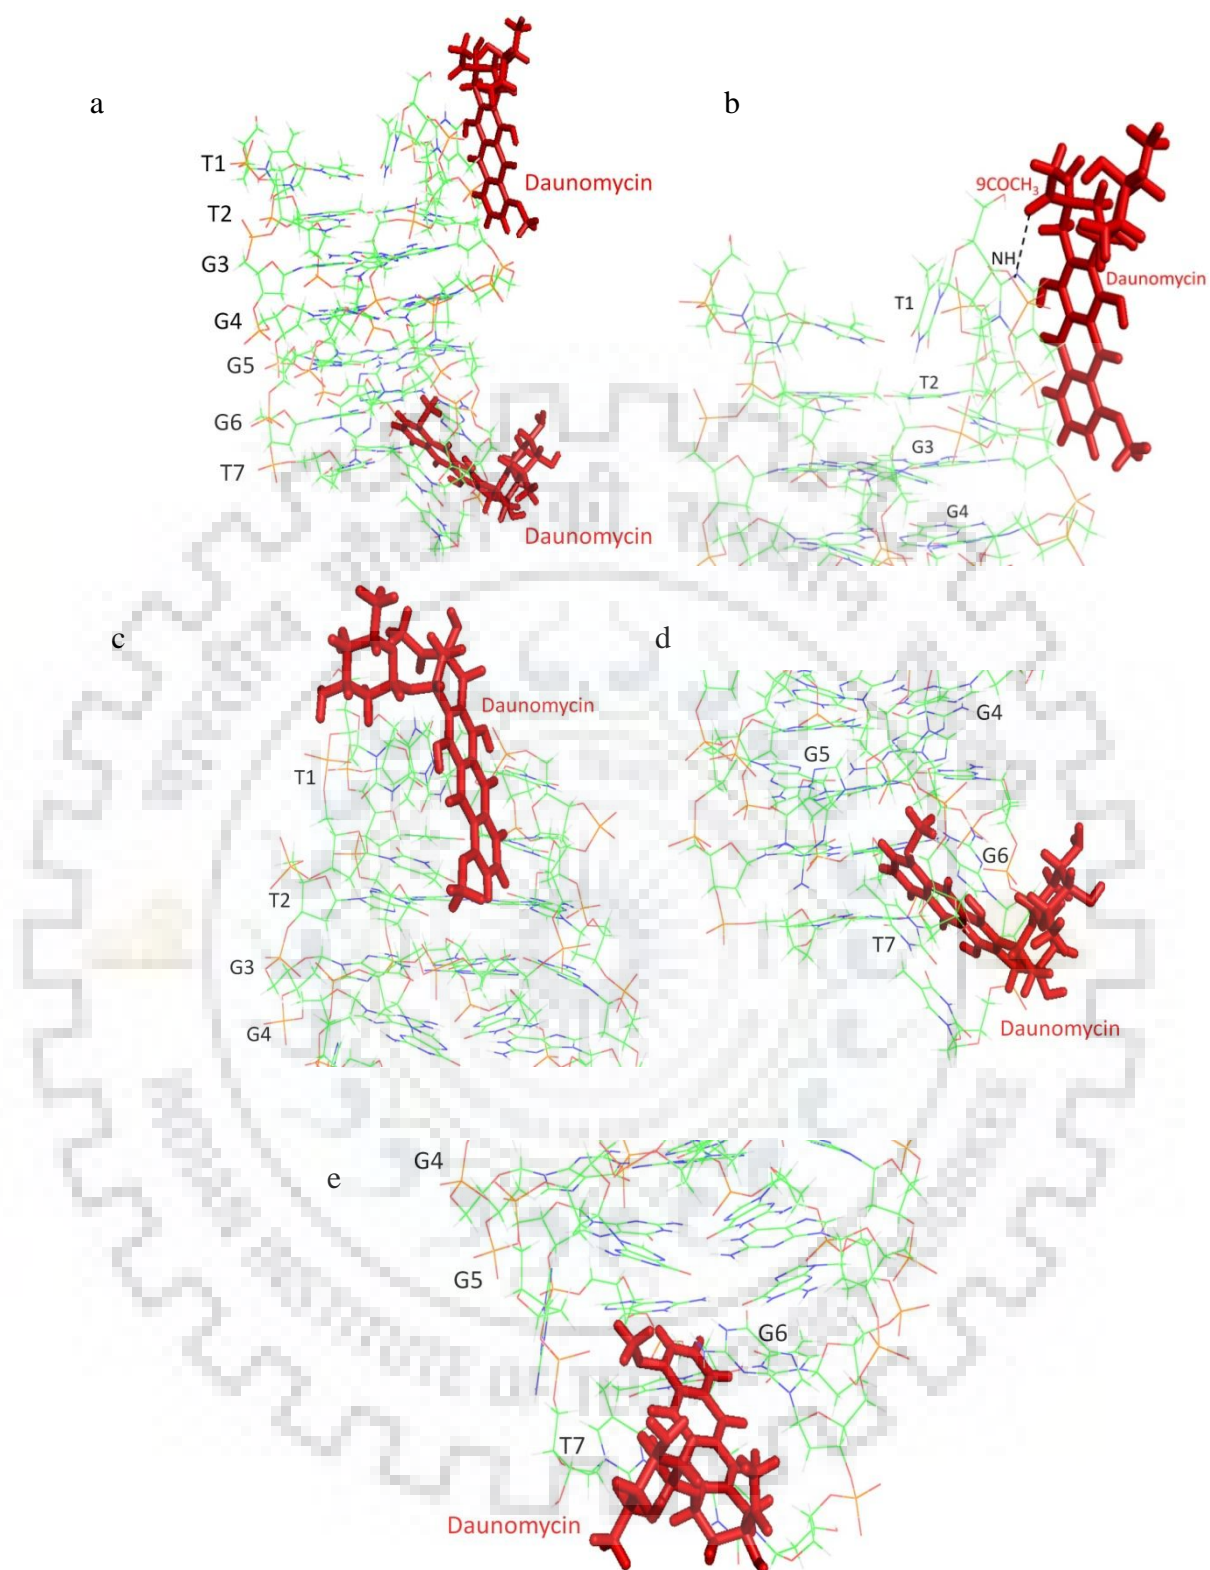 a
T1
T2
G3
G4
G5
G6
T7
Daunomycin
Daunomycin
b
9COCH₃
NH
Daunomycin
T1
T2
G3
G4
c
Daunomycin
T1
T2
G3
G4
d
G4
G5
G6
T7
Daunomycin
e
G4
G5
G6
T7
Daunomycin